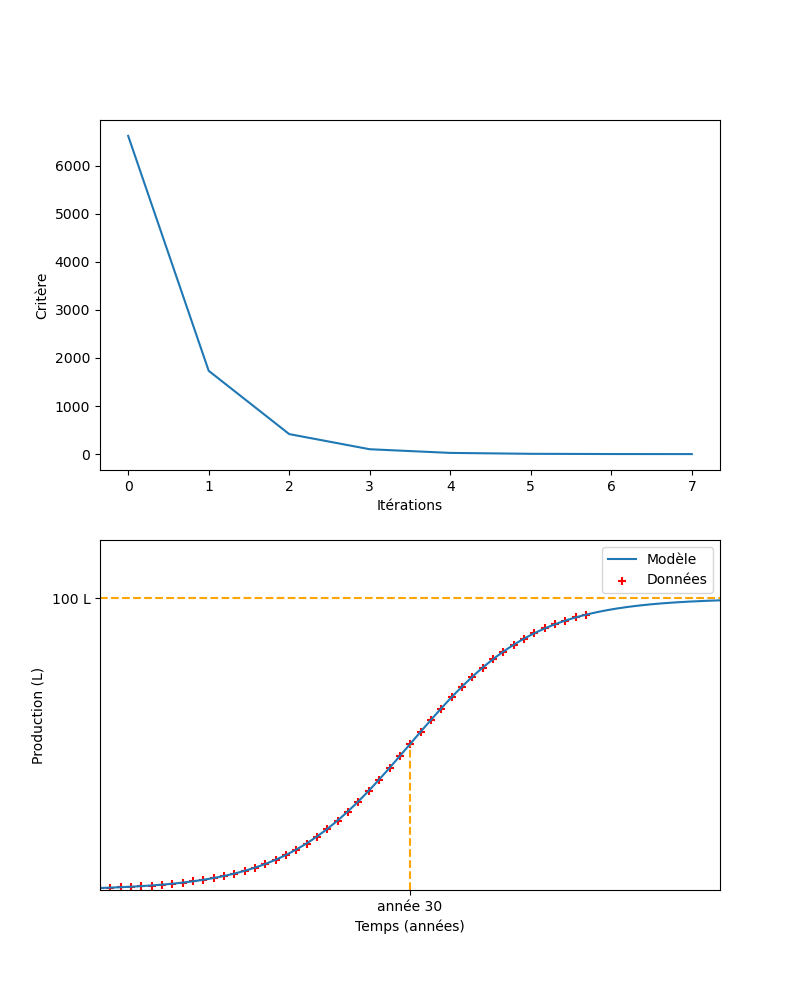 6000
5000
4000
3000
2000
1000
0
Critère
0 1 2 3 4 5 6 7
Itérations
Modèle
Données
100 L
Production (L)
année 30
Temps (années)